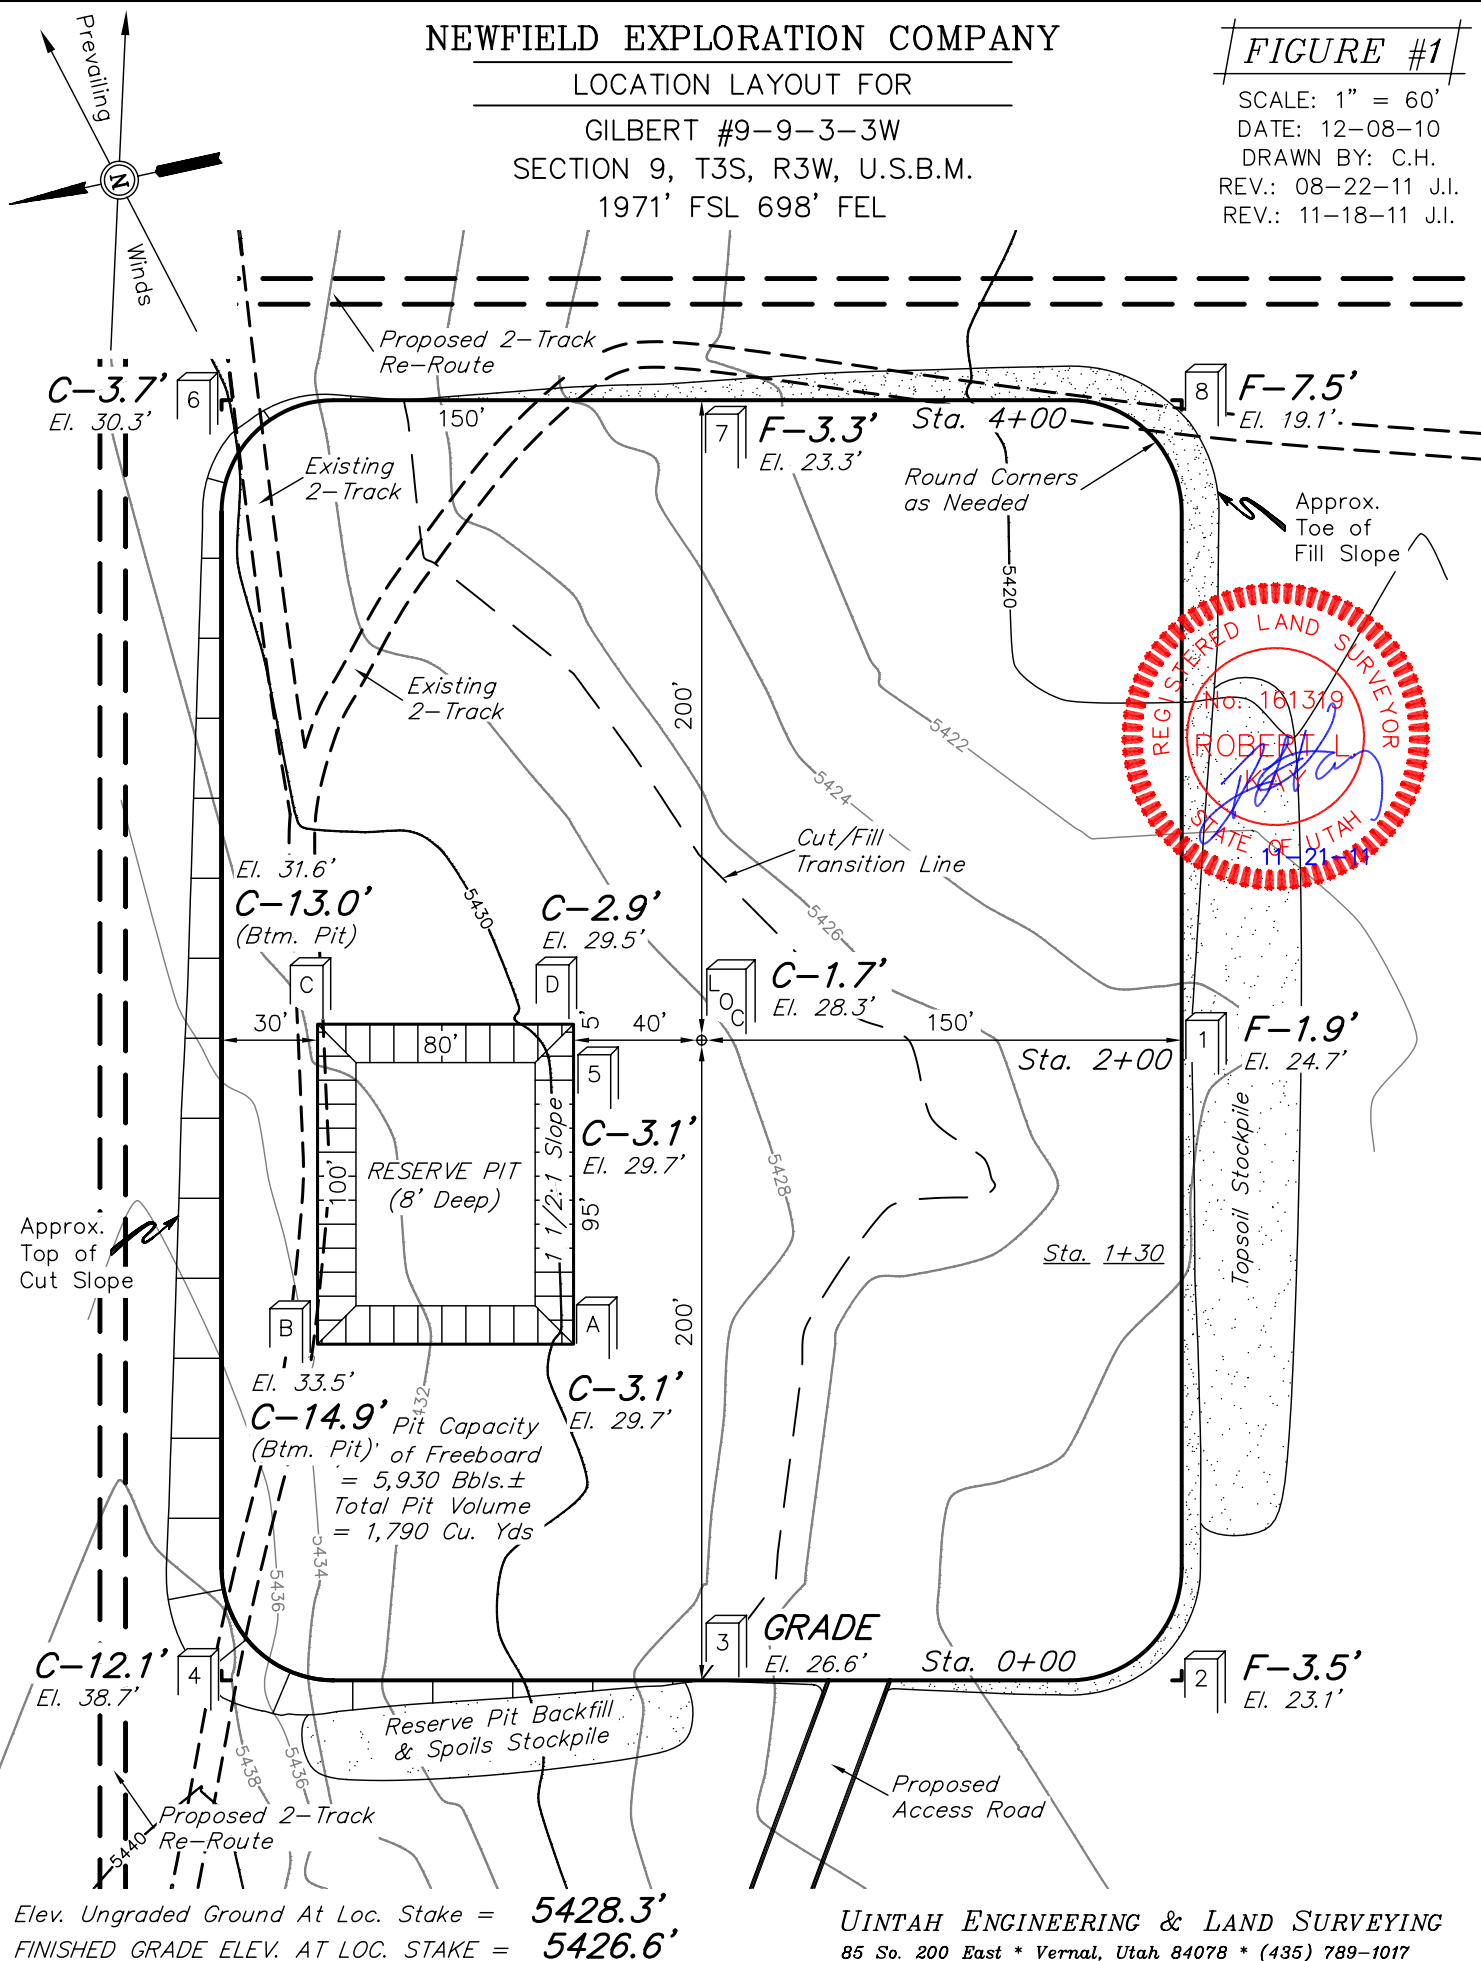 NEWFIELD EXPLORATION COMPANY
LOCATION LAYOUT FOR
GILBERT #9-9-3-3W
SECTION 9, T3S, R3W, U.S.B.M.
1971' FSL 698' FEL
FIGURE #1
SCALE: 1" = 60'
DATE: 12-08-10
DRAWN BY: C.H.
REV.: 08-22-11 J.I.
REV.: 11-18-11 J.I.
Prevailing
N
Winds
Proposed 2-Track
Re-Route
C-3.7'
El. 30.3'
6
150'
7
F-3.3'
El. 23.3'
Sta. 4+00
8
F-7.5'
El. 19.1'
Existing
2-Track
Round Corners
as Needed
Approx.
Toe of
Fill Slope
5420
REGISTERED LAND SURVEYOR
No. 161319
ROBERT L.
KAY
STATE OF UTAH
11-21-11
Existing
2-Track
200'
5422
5424
Cut/Fill
Transition Line
El. 31.6'
C-13.0'
(Btm. Pit)
5430
C-2.9'
El. 29.5'
5426
C
D
LOC
C-1.7'
El. 28.3'
30'
80'
5'
40'
150'
Sta. 2+00
1
F-1.9'
El. 24.7'
5
C-3.1'
El. 29.7'
RESERVE PIT
(8' Deep)
100'
1 1/2:1 Slope
95'
5428
Topsoil Stockpile
Approx.
Top of
Cut Slope
Sta. 1+30
B
A
200'
El. 33.5'
C-14.9'
(Btm. Pit)
5432
C-3.1'
El. 29.7'
Pit Capacity
' of Freeboard
= 5,930 Bbls.±
Total Pit Volume
= 1,790 Cu. Yds
5434
5436
C-12.1'
El. 38.7'
4
3
GRADE
El. 26.6'
Sta. 0+00
2
F-3.5'
El. 23.1'
Reserve Pit Backfill
& Spoils Stockpile
5438
5436
5440
Proposed 2-Track
Re-Route
Proposed
Access Road
Elev. Ungraded Ground At Loc. Stake = 5428.3'
FINISHED GRADE ELEV. AT LOC. STAKE = 5426.6'
UINTAH ENGINEERING & LAND SURVEYING
85 So. 200 East * Vernal, Utah 84078 * (435) 789-1017